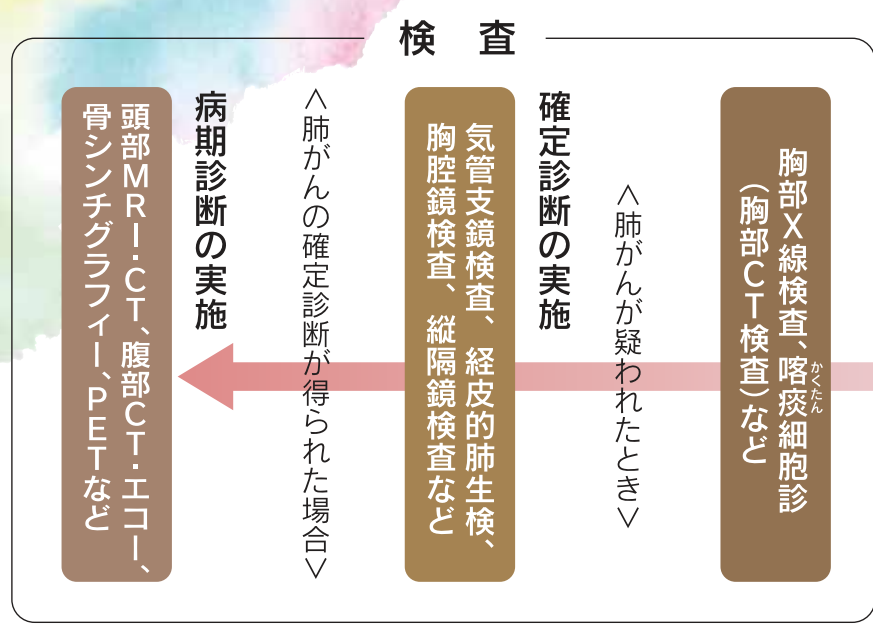 検査
胸部X線検査、喀痰細胞診
かくたん
（胸部CT検査）など
〈肺がんが疑われたとき〉
確定診断の実施
気管支鏡検査、経皮的肺生検、
胸腔鏡検査、縦隔鏡検査など
〈肺がんの確定診断が得られた場合〉
病期診断の実施
頭部MRI・CT、腹部CT・エコー、
骨シンチグラフィー、PETなど